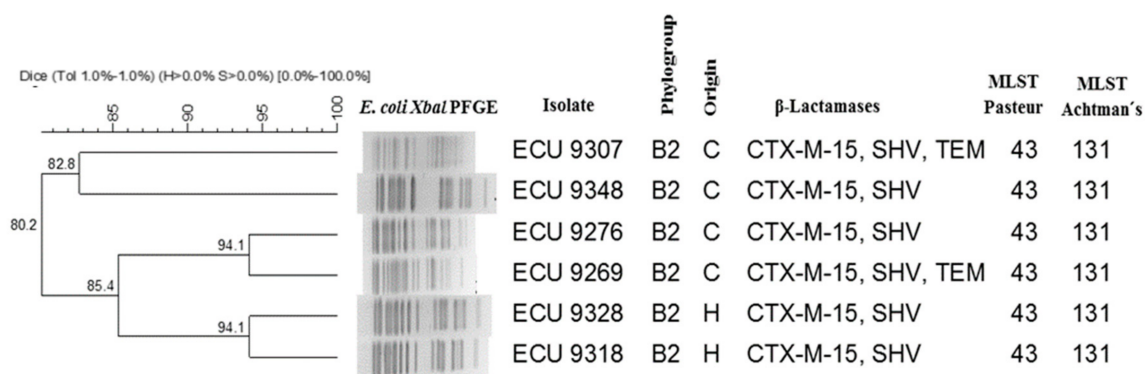 Dice (Tol 1.0%-1.0%) (H>0.0% S>0.0%) [0.0%-100.0%]
85 90 95 100
E. coli XbaI PFGE Isolate Phylogroup Origin β-Lactamases MLST Pasteur MLST Achtman´s
82.8 ECU 9307 B2 C CTX-M-15, SHV, TEM 43 131
ECU 9348 B2 C CTX-M-15, SHV 43 131
80.2
94.1 ECU 9276 B2 C CTX-M-15, SHV 43 131
ECU 9269 B2 C CTX-M-15, SHV, TEM 43 131
85.4
94.1 ECU 9328 B2 H CTX-M-15, SHV 43 131
ECU 9318 B2 H CTX-M-15, SHV 43 131